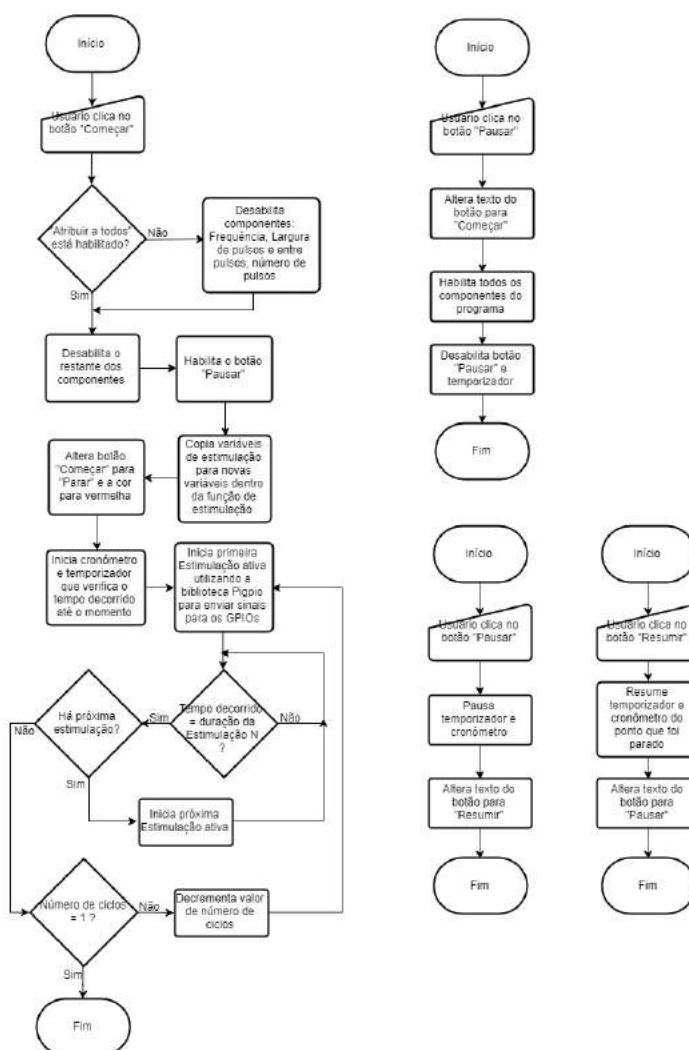 Início
Usuário clica no
botão "Começar"
"Atribuir a todos"
está habilitado?
Não
Sim
Desabilita
componentes:
Frequência, Largura
de pulsos e entre
pulsos, número de
pulsos
Desabilita o
restante dos
componentes
Habilita o botão
"Pausar"
Copia variáveis
de estimulação
para novas
variáveis dentro
da função de
estimulação
Altera botão
"Começar" para
"Parar" e a cor
para vermelha
Inicia cronômetro
e temporizador
que verifica o
tempo decorrido
até o momento
Inicia primeira
Estimulação ativa
utilizando a
biblioteca Pigpio
para enviar sinais
para os GPIOs
Tempo decorrido
= duração da
Estimulação N
?
Não
Sim
Há próxima
estimulação?
Não
Sim
Inicia próxima
Estimulação ativa
Número de ciclos
= 1 ?
Não
Decrementa valor
de número de
ciclos
Sim
Fim
Início
Usuário clica no
botão "Pausar"
Altera texto do
botão para
"Começar"
Habilita todos os
componentes do
programa
Desabilita botão
"Pausar" e
temporizador
Fim
Início
Usuário clica no
botão "Pausar"
Pausa
temporizador e
cronômetro
Altera texto do
botão para
"Resumir"
Fim
Início
Usuário clica no
botão "Resumir"
Resume
temporizador e
cronômetro do
ponto que foi
parado
Altera texto do
botão para
"Pausar"
Fim